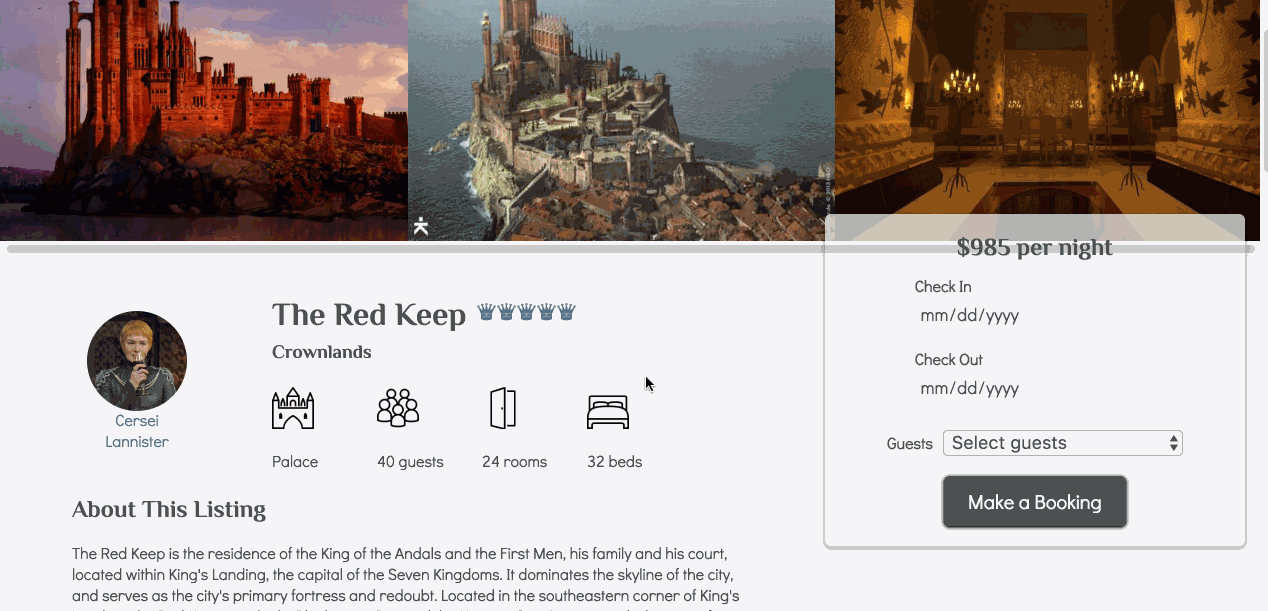 $985 per night
Check In
mm/dd/yyyy
Check Out
mm/dd/yyyy
Guests Select guests
Make a Booking
The Red Keep
Crownlands
Cersei
Lannister
Palace 40 guests 24 rooms 32 beds
About This Listing
The Red Keep is the residence of the King of the Andals and the First Men, his family and his court,
located within King's Landing, the capital of the Seven Kingdoms. It dominates the skyline of the city,
and serves as the city's primary fortress and redoubt. Located in the southeastern corner of King's